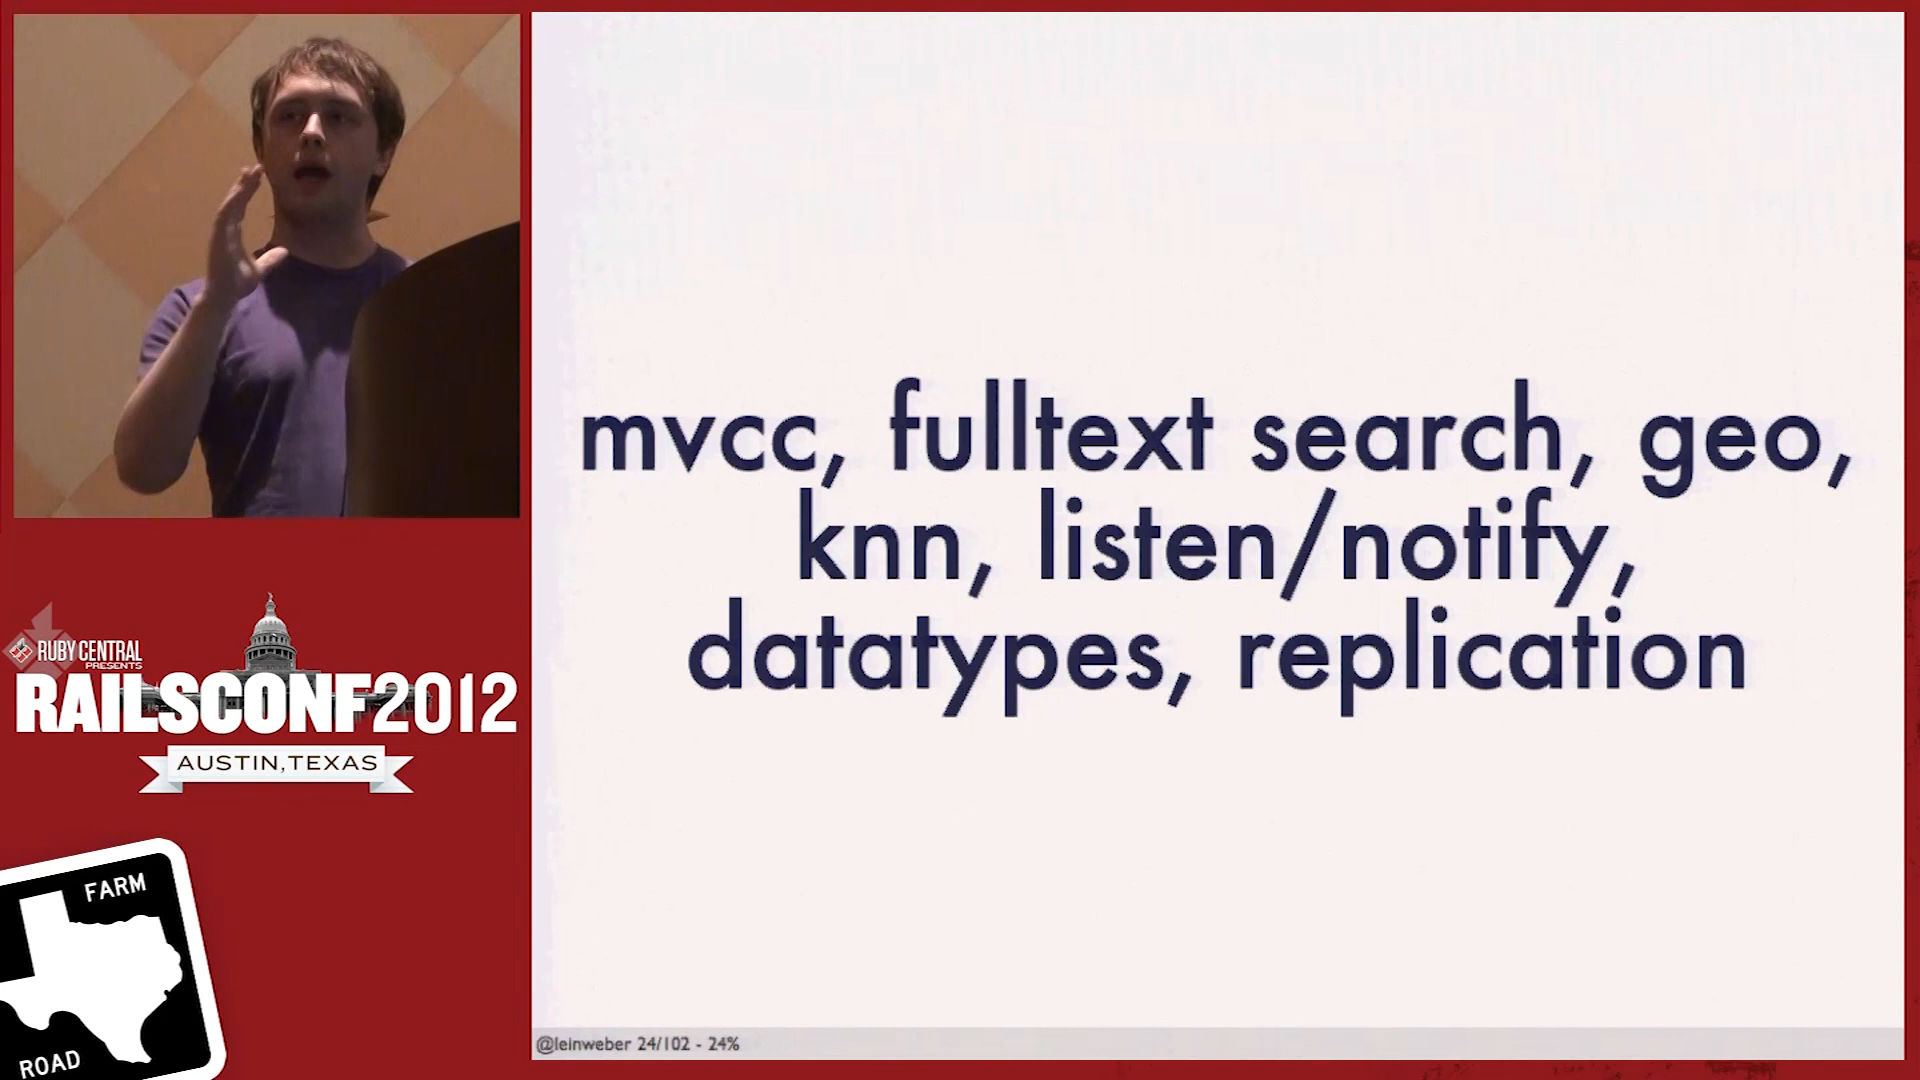 mvcc, fulltext search, geo,
knn, listen/notify,
datatypes, replication
@leinweber 24/102 - 24%
RUBY CENTRAL
PRESENTS
RAILSCONF2012
AUSTIN, TEXAS
FARM
ROAD